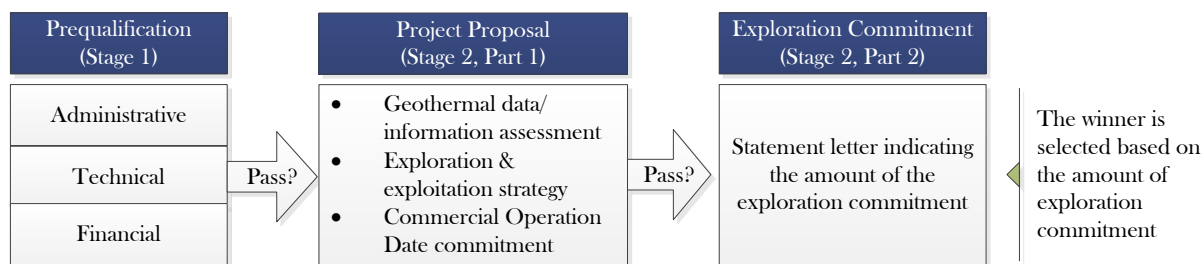 Prequalification
(Stage 1)
Administrative
Technical
Financial
Pass?
Project Proposal
(Stage 2, Part 1)
• Geothermal data/
information assessment
• Exploration &
exploitation strategy
• Commercial Operation
Date commitment
Pass?
Exploration Commitment
(Stage 2, Part 2)
Statement letter indicating
the amount of the
exploration commitment
The winner is
selected based on
the amount of
exploration
commitment